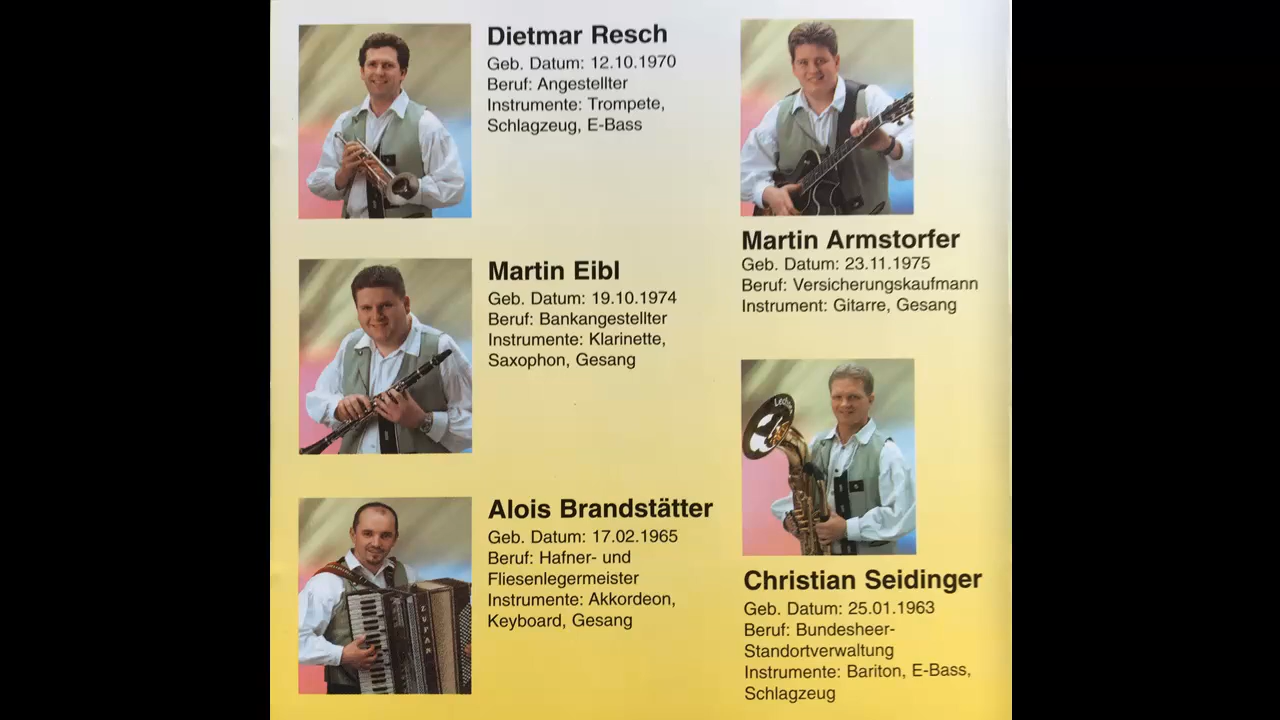 Dietmar Resch
Geb. Datum: 12.10.1970
Beruf: Angestellter
Instrumente: Trompete,
Schlagzeug, E-Bass
Martin Eibl
Geb. Datum: 19.10.1974
Beruf: Bankangestellter
Instrumente: Klarinette,
Saxophon, Gesang
Alois Brandstätter
Geb. Datum: 17.02.1965
Beruf: Hafner- und
Fliesenlegermeister
Instrumente: Akkordeon,
Keyboard, Gesang
ZUPAN
Martin Armstorfer
Geb. Datum: 23.11.1975
Beruf: Versicherungskaufmann
Instrument: Gitarre, Gesang
Christian Seidinger
Geb. Datum: 25.01.1963
Beruf: Bundesheer-
Standortverwaltung
Instrumente: Bariton, E-Bass,
Schlagzeug